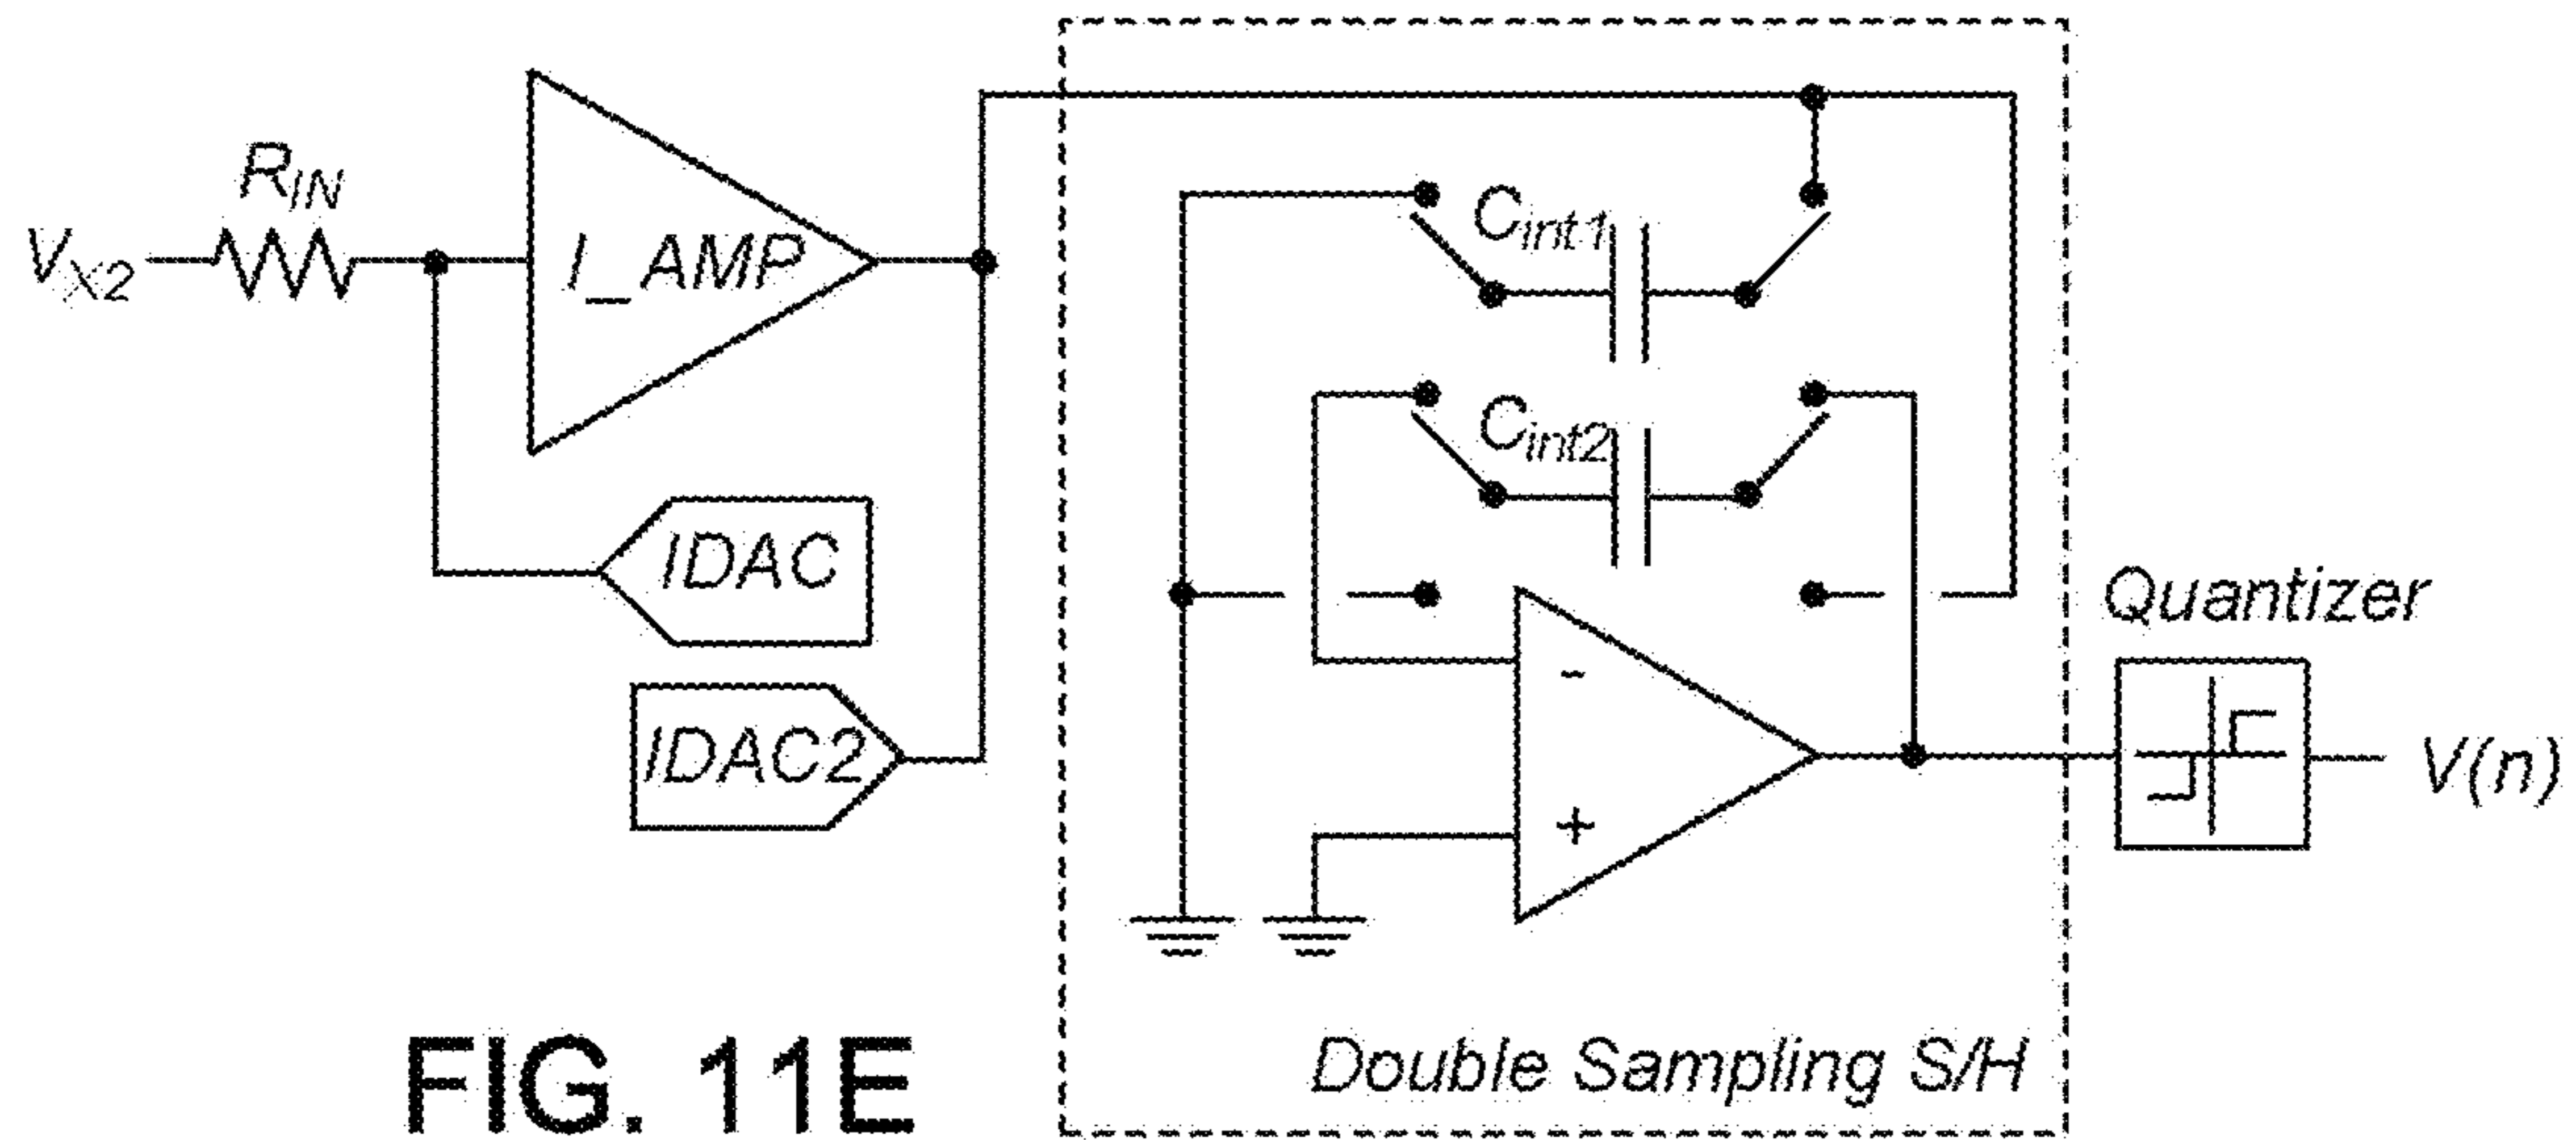 R_IN
V_X2
I_AMP
C_int1
C_int2
IDAC
IDAC2
-
+
Quantizer
V(n)
Double Sampling S/H
FIG. 11E